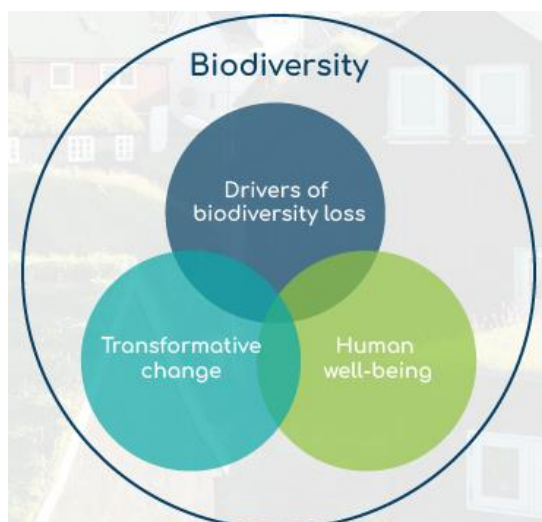 Biodiversity
Drivers of
biodiversity loss
Transformative
change
Human
well-being